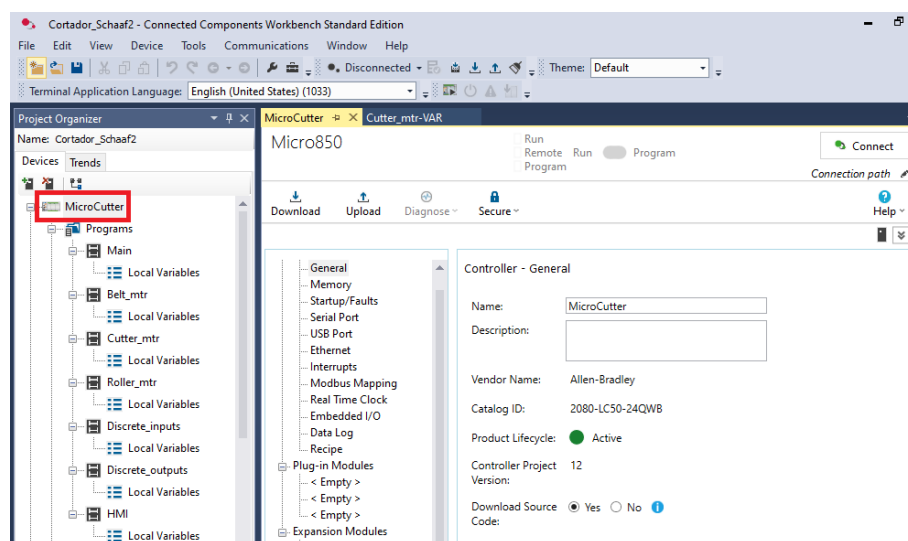 Cortador_Schaaf2 - Connected Components Workbench Standard Edition
File Edit View Device Tools Communications Window Help
Disconnected Theme: Default
Terminal Application Language: English (United States) (1033)
Project Organizer
Name: Cortador_Schaaf2
Devices Trends
MicroCutter
Programs
Main
Local Variables
Belt_mtr
Local Variables
Cutter_mtr
Local Variables
Roller_mtr
Local Variables
Discrete_inputs
Local Variables
Discrete_outputs
Local Variables
HMI
Local Variables
MicroCutter Cutter_mtr-VAR
Micro850
Run
Remote Run Program
Program
Connect
Connection path
Download Upload Diagnose Secure Help
General
Memory
Startup/Faults
Serial Port
USB Port
Ethernet
Interrupts
Modbus Mapping
Real Time Clock
Embedded I/O
Data Log
Recipe
Plug-in Modules
< Empty >
< Empty >
< Empty >
Expansion Modules
Controller - General
Name: MicroCutter
Description:
Vendor Name: Allen-Bradley
Catalog ID: 2080-LC50-24QWB
Product Lifecycle: Active
Controller Project Version: 12
Download Source Code: Yes No